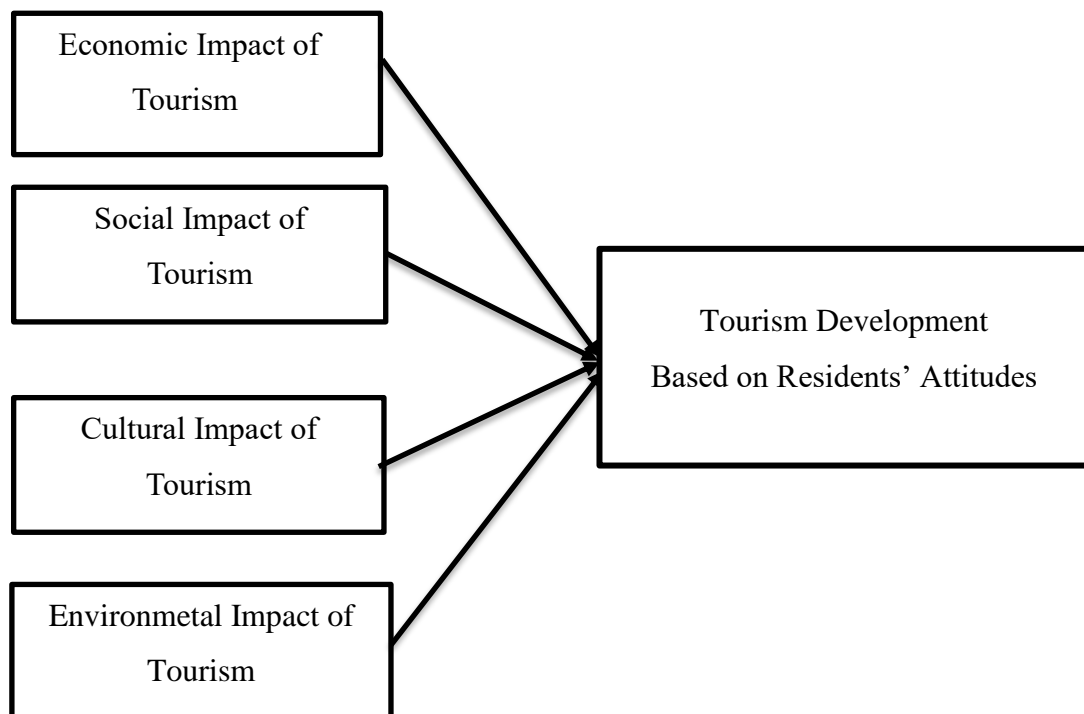 Economic Impact of
Tourism
Social Impact of
Tourism
Cultural Impact of
Tourism
Environmetal Impact of
Tourism
Tourism Development
Based on Residents’ Attitudes